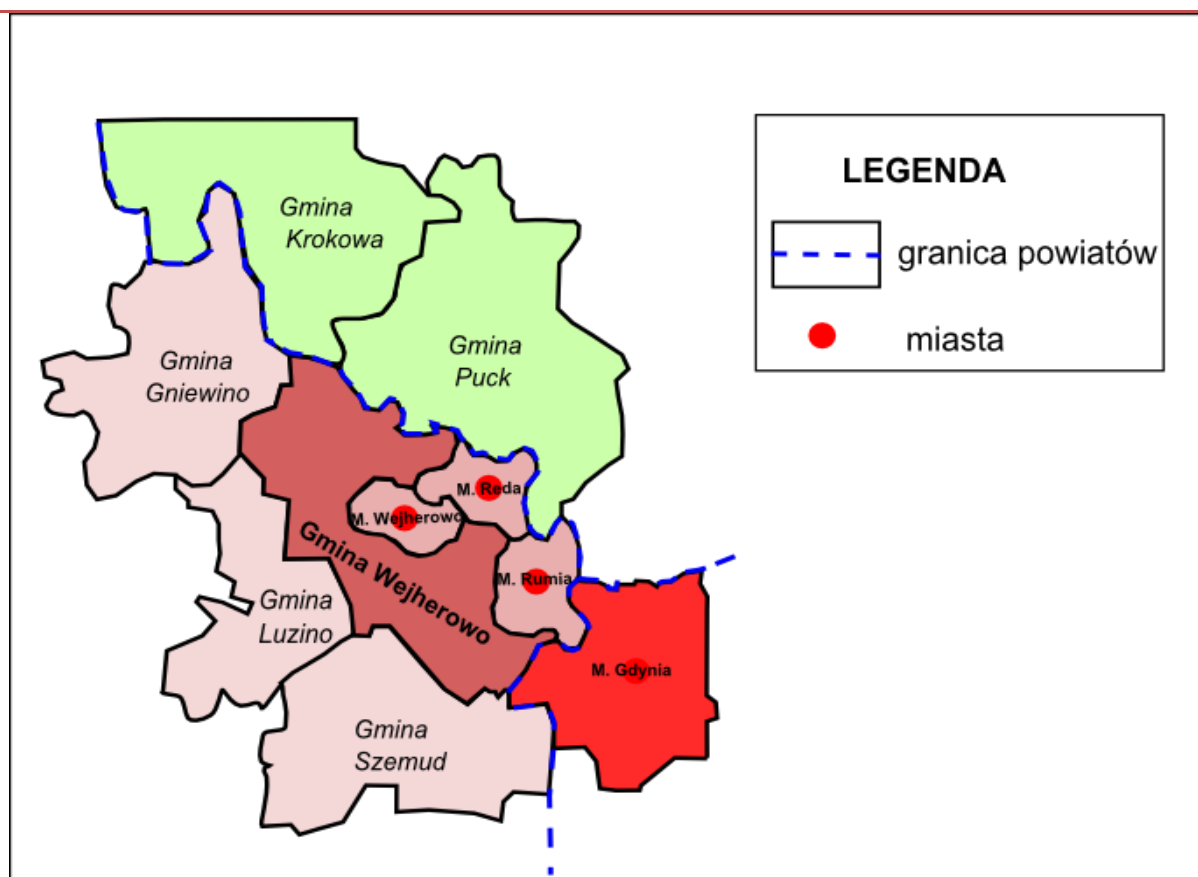 LEGENDA
granica powiatów
miasta
Gmina
Krokowa
Gmina
Puck
Gmina
Gniewino
M. Reda
M. Wejherowo
Gmina Wejherowo
M. Rumia
Gmina
Luzino
M. Gdynia
Gmina
Szemud